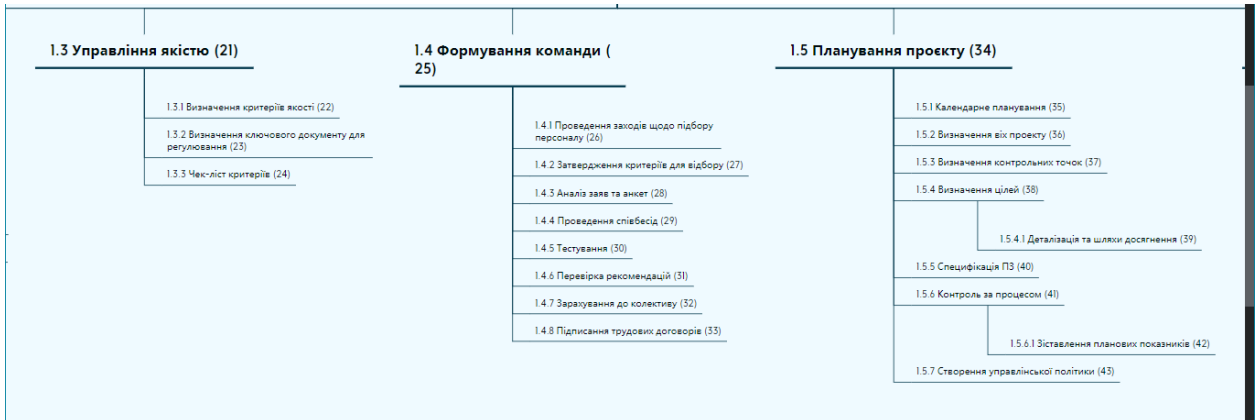 1.3 Управління якістю (21)
1.3.1 Визначення критеріїв якості (22)
1.3.2 Визначення ключового документу для
регулювання (23)
1.3.3 Чек-ліст критеріїв (24)
1.4 Формування команди (
25)
1.4.1 Проведення заходів щодо підбору
персоналу (26)
1.4.2 Затвердження критеріїв для відбору (27)
1.4.3 Аналіз заяв та анкет (28)
1.4.4 Проведення співбесід (29)
1.4.5 Тестування (30)
1.4.6 Перевірка рекомендацій (31)
1.4.7 Зарахування до колективу (32)
1.4.8 Підписання трудових договорів (33)
1.5 Планування проєкту (34)
1.5.1 Календарне планування (35)
1.5.2 Визначення віх проекту (36)
1.5.3 Визначення контрольних точок (37)
1.5.4 Визначення цілей (38)
1.5.4.1 Деталізація та шляхи досягнення (39)
1.5.5 Специфікація ПЗ (40)
1.5.6 Контроль за процесом (41)
1.5.6.1 Зіставлення планових показників (42)
1.5.7 Створення управлінської політики (43)